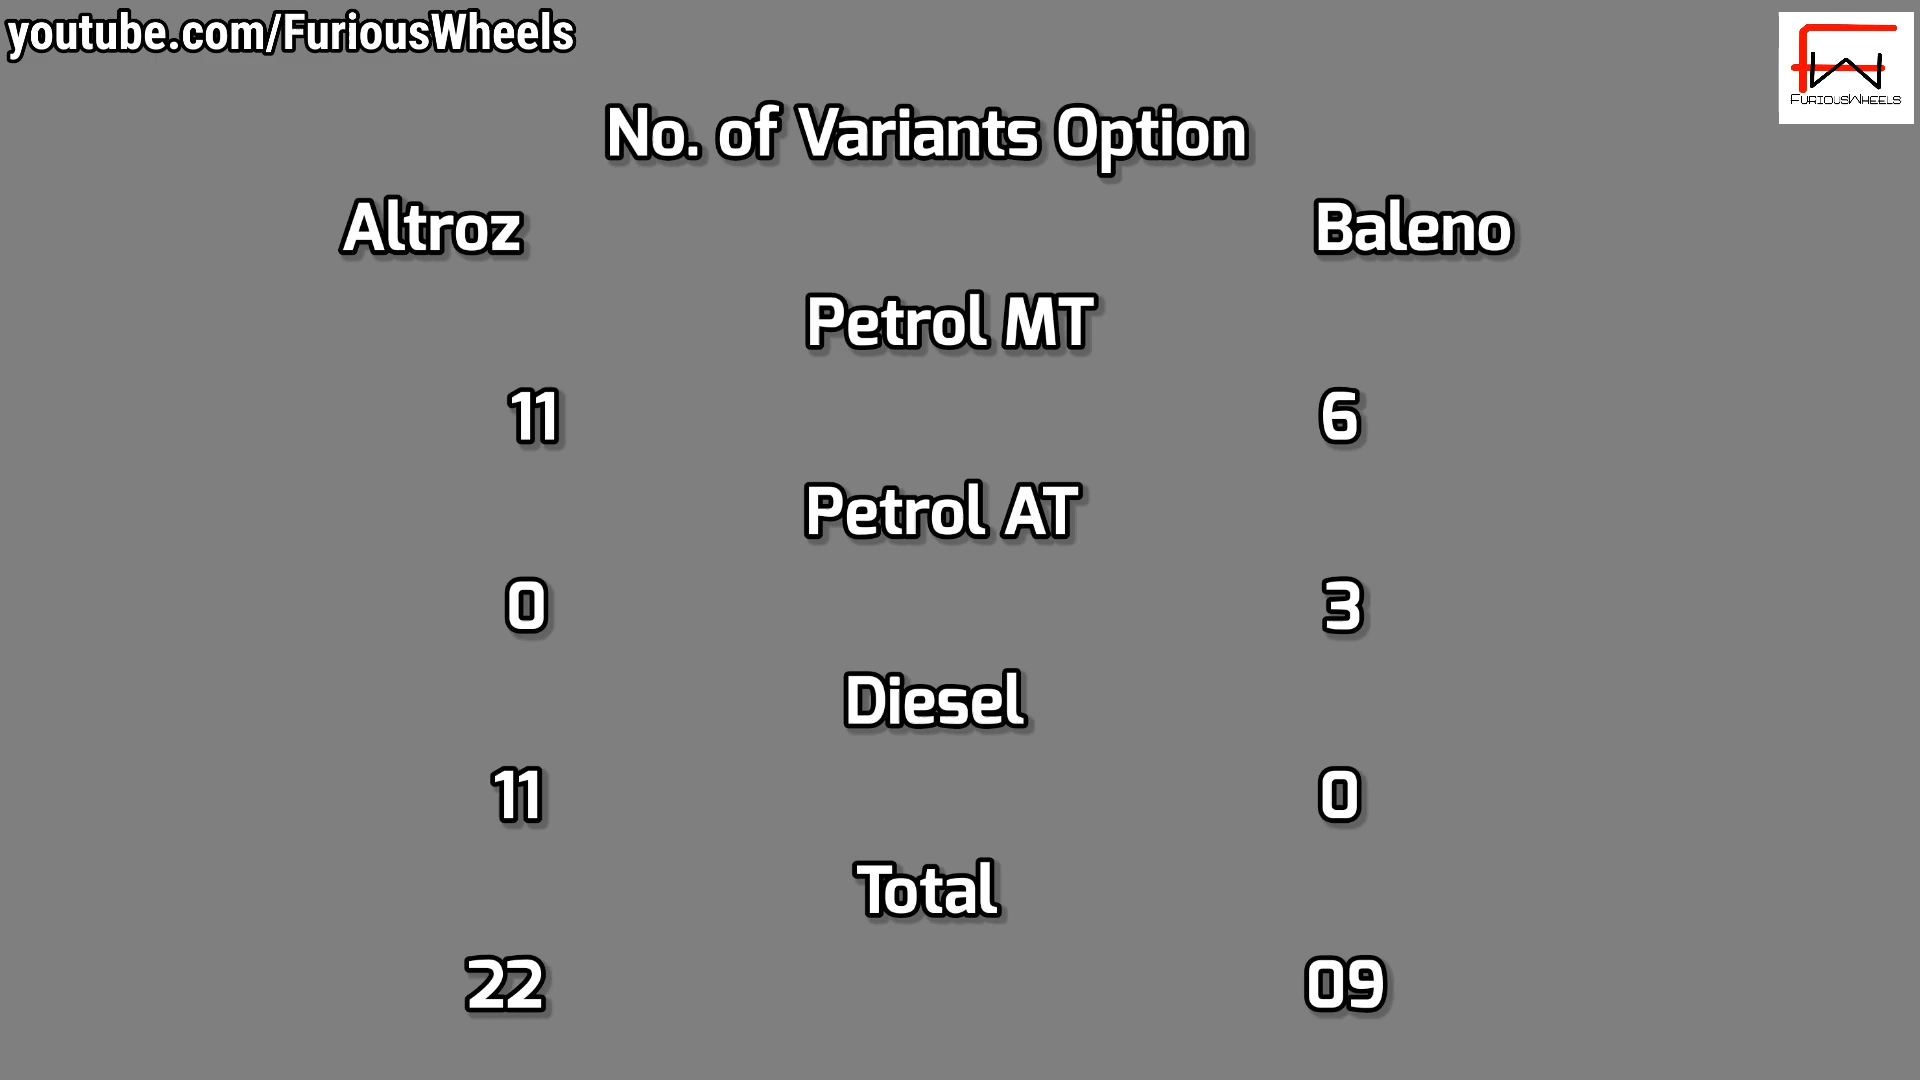 youtube.com/FuriousWheels
FW
FuriousWheels
No. of Variants Option
Altroz Baleno
Petrol MT
11 6
Petrol AT
0 3
Diesel
11 0
Total
22 09